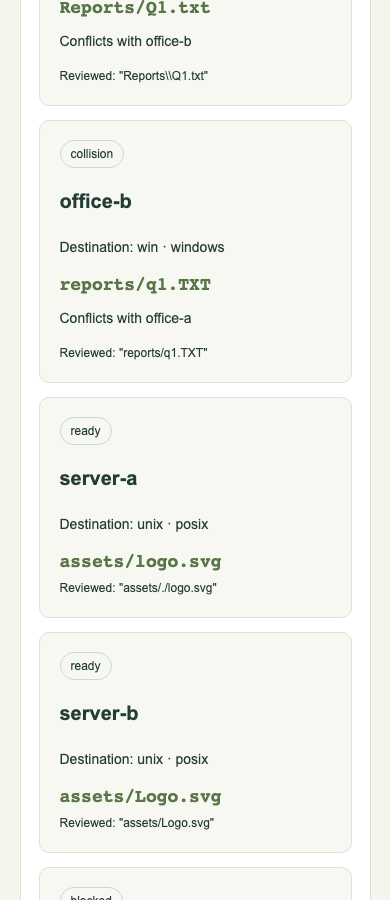 Reports/Q1.txt
Conflicts with office-b
Reviewed: "Reports\\Q1.txt"
collision
office-b
Destination: win · windows
reports/q1.TXT
Conflicts with office-a
Reviewed: "reports/q1.TXT"
ready
server-a
Destination: unix · posix
assets/logo.svg
Reviewed: "assets/./logo.svg"
ready
server-b
Destination: unix · posix
assets/Logo.svg
Reviewed: "assets/Logo.svg"
blocked